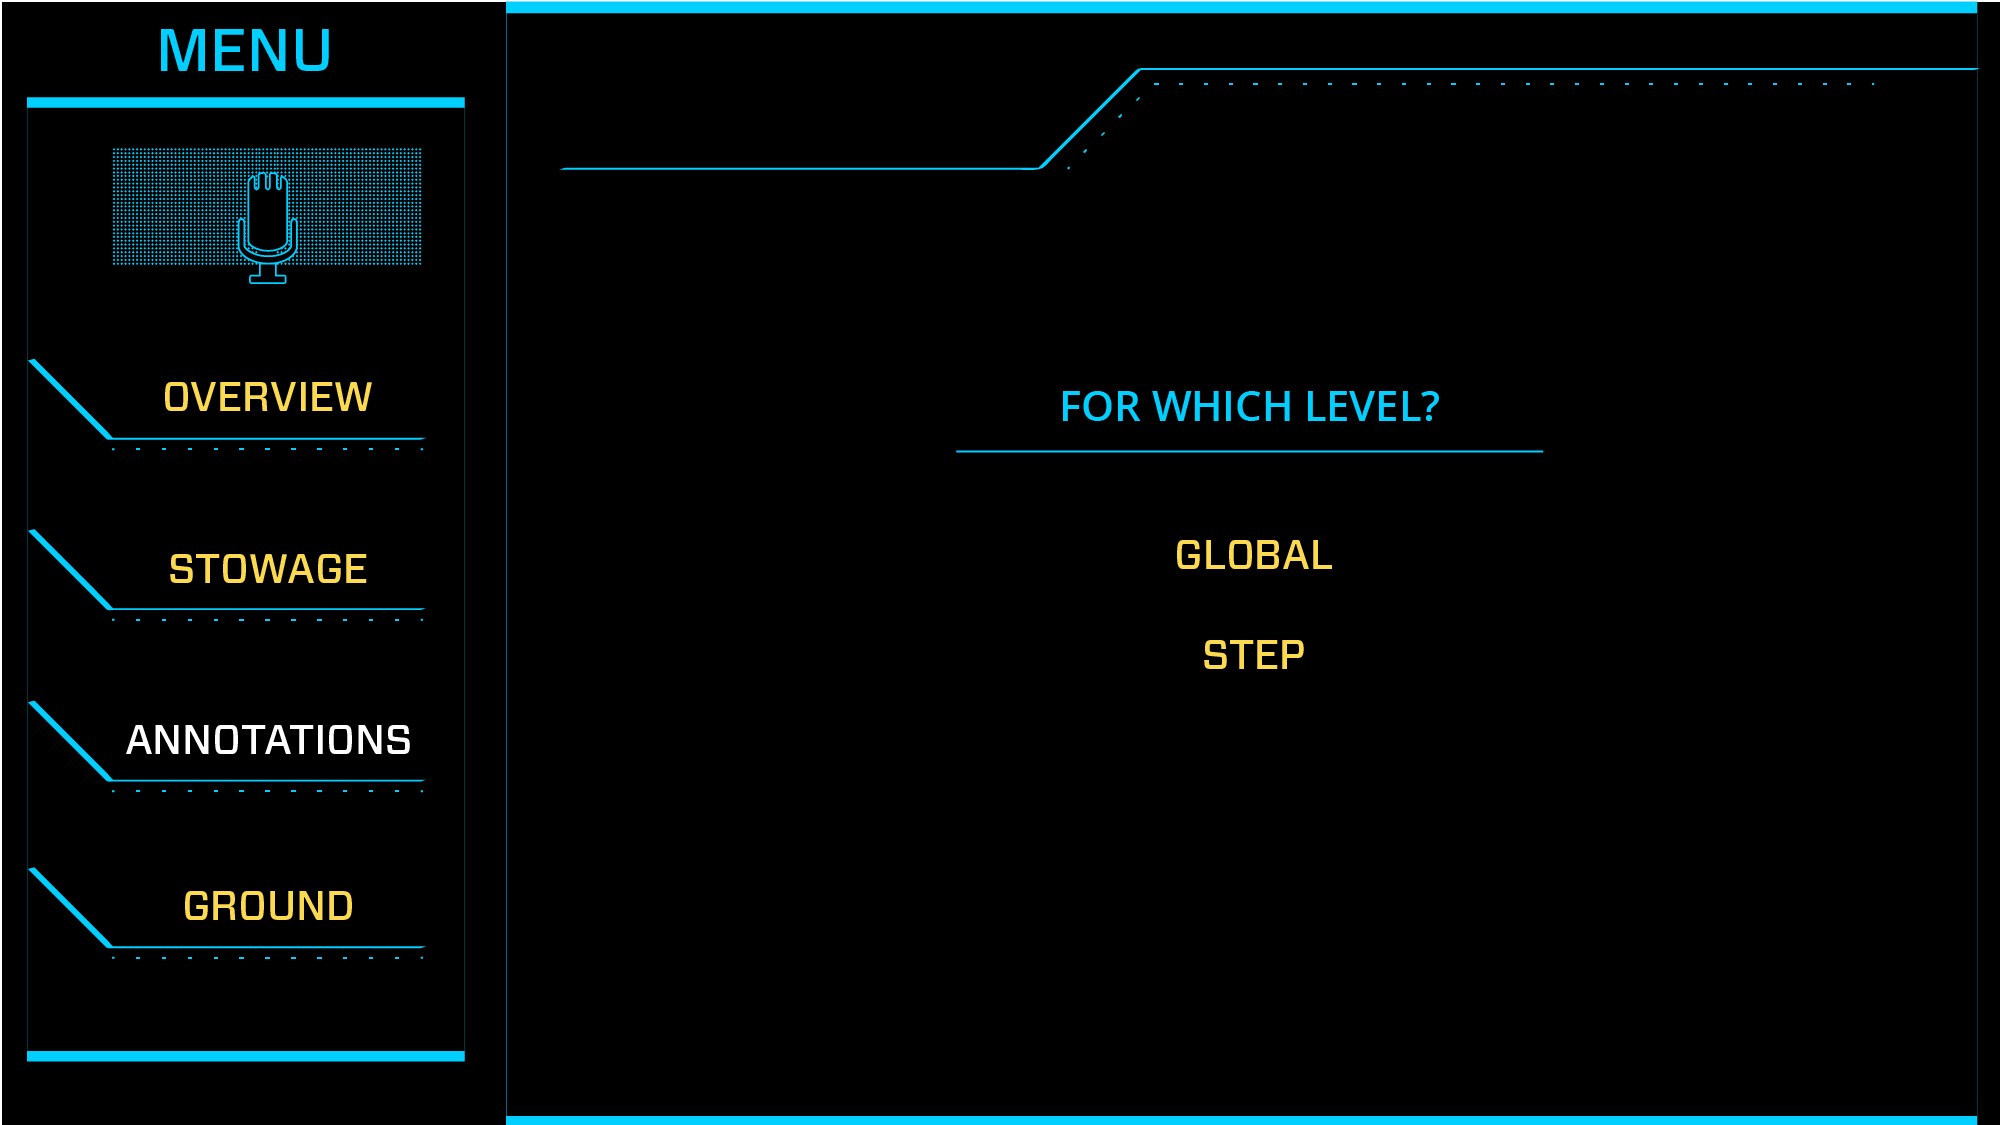 MENU
OVERVIEW
STOWAGE
ANNOTATIONS
GROUND
FOR WHICH LEVEL?
GLOBAL
STEP